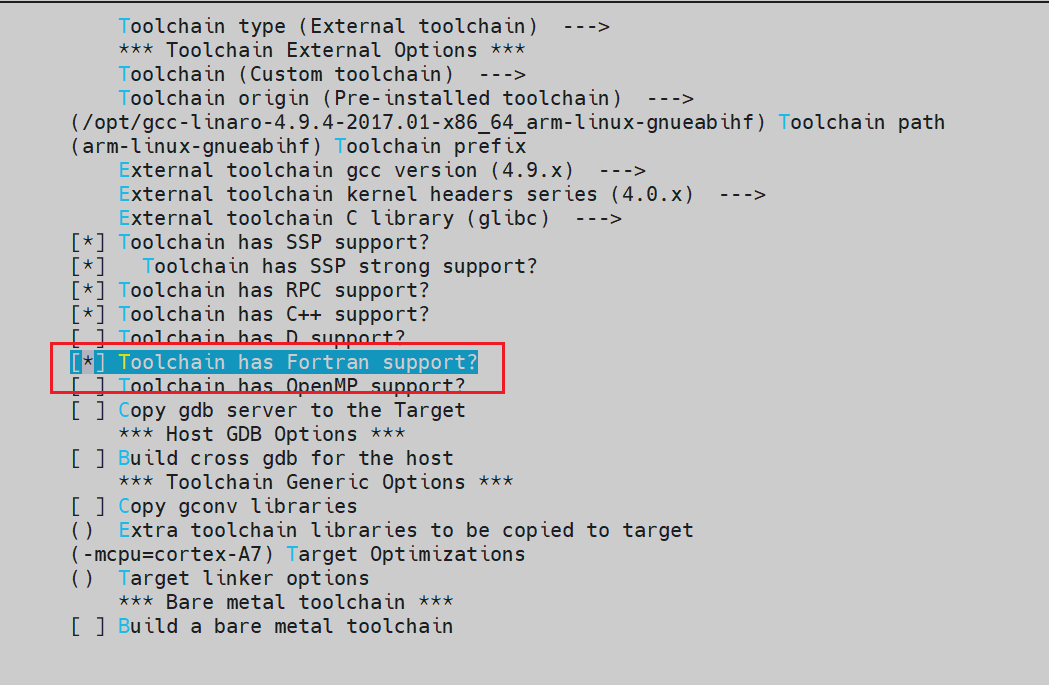 Toolchain type (External toolchain)  --->
*** Toolchain External Options ***
Toolchain (Custom toolchain)  --->
Toolchain origin (Pre-installed toolchain)  --->
(/opt/gcc-linaro-4.9.4-2017.01-x86_64_arm-linux-gnueabihf) Toolchain path
(arm-linux-gnueabihf) Toolchain prefix
External toolchain gcc version (4.9.x)  --->
External toolchain kernel headers series (4.0.x)  --->
External toolchain C library (glibc)  --->
[*] Toolchain has SSP support?
[*]   Toolchain has SSP strong support?
[*] Toolchain has RPC support?
[*] Toolchain has C++ support?
[ ] Toolchain has D support?
[*] Toolchain has Fortran support?
[ ] Toolchain has OpenMP support?
[ ] Copy gdb server to the Target
*** Host GDB Options ***
[ ] Build cross gdb for the host
*** Toolchain Generic Options ***
[ ] Copy gconv libraries
()  Extra toolchain libraries to be copied to target
(-mcpu=cortex-A7) Target Optimizations
()  Target linker options
*** Bare metal toolchain ***
[ ] Build a bare metal toolchain